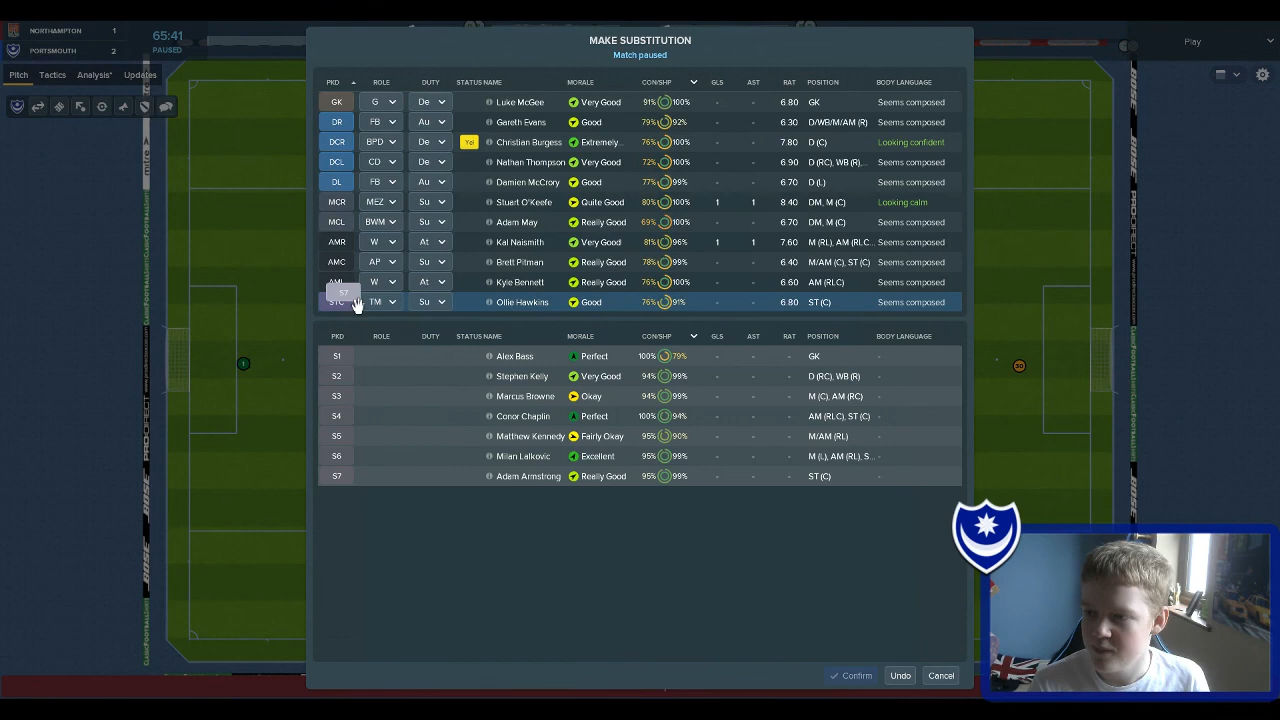 NORTHAMPTON 1
PORTSMOUTH 2
65:41
PAUSED
MAKE SUBSTITUTION
Match paused
Play
Pitch Tactics Analysis* Updates
PKD ROLE DUTY STATUS NAME MORALE CON/SHP GLS AST RAT POSITION BODY LANGUAGE
GK G De Luke McGee Very Good 91% 100% - - 6.80 GK Seems composed
DR FB Au Gareth Evans Good 79% 92% - - 6.30 D/WB/M/AM (R) Seems composed
DCR BPD De Yel Christian Burgess Extremely... 76% 100% - - 7.80 D (C) Looking confident
DCL CD De Nathan Thompson Very Good 72% 100% - - 6.90 D (RC), WB (R),... Seems composed
DL FB Au Damien McCrory Good 77% 99% - - 6.70 D (L) Seems composed
MCR MEZ Su Stuart O'Keefe Quite Good 80% 100% 1 1 8.40 DM, M (C) Looking calm
MCL BWM Su Adam May Really Good 69% 100% - - 6.70 DM, M (C) Seems composed
AMR W At Kal Naismith Very Good 81% 96% 1 1 7.60 M (RL), AM (RLC... Seems composed
AMC AP Su Brett Pitman Really Good 78% 99% - - 6.40 M/AM (C), ST (C) Seems composed
AML W At Kyle Bennett Really Good 76% 100% - - 6.60 AM (RLC) Seems composed
S7
STC TM Su Ollie Hawkins Good 76% 91% - - 6.80 ST (C) Seems composed
PKD ROLE DUTY STATUS NAME MORALE CON/SHP GLS AST RAT POSITION BODY LANGUAGE
S1 Alex Bass Perfect 100% 79% - - - GK -
S2 Stephen Kelly Very Good 94% 99% - - - D (RC), WB (R) -
S3 Marcus Browne Okay 94% 99% - - - M (C), AM (RC) -
S4 Conor Chaplin Perfect 100% 94% - - - AM (RLC), ST (C) -
S5 Matthew Kennedy Fairly Okay 95% 90% - - - M/AM (RL) -
S6 Milan Lalkovic Excellent 95% 99% - - - M (L), AM (RL), S... -
S7 Adam Armstrong Really Good 95% 99% - - - ST (C) -
Confirm Undo Cancel
1
30
mitre
PRO:DIRECT
BOSE